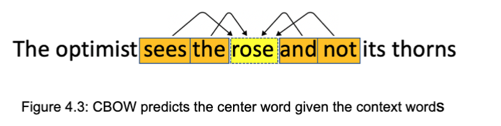 The optimist sees the rose and not its thorns
Figure 4.3: CBOW predicts the center word given the context words